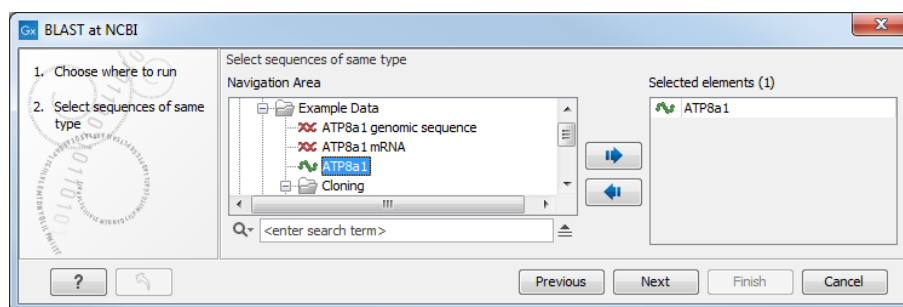 Gx BLAST at NCBI
1. Choose where to run
2. Select sequences of same
type
Select sequences of same type
Navigation Area
Example Data
ATP8a1 genomic sequence
ATP8a1 mRNA
ATP8a1
Cloning
<enter search term>
Selected elements (1)
ATP8a1
?
Previous
Next
Finish
Cancel